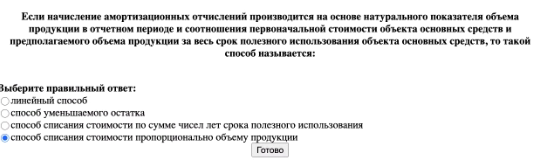 Если начисление амортизационных отчислений производится на основе натурального показателя объема
продукции в отчетном периоде и соотношения первоначальной стоимости объекта основных средств и
предполагаемого объема продукции за весь срок полезного использования объекта основных средств, то такой
способ называется:
Выберите правильный ответ:
линейный способ
способ уменьшаемого остатка
способ списания стоимости по сумме чисел лет срока полезного использования
способ списания стоимости пропорционально объему продукции
Готово